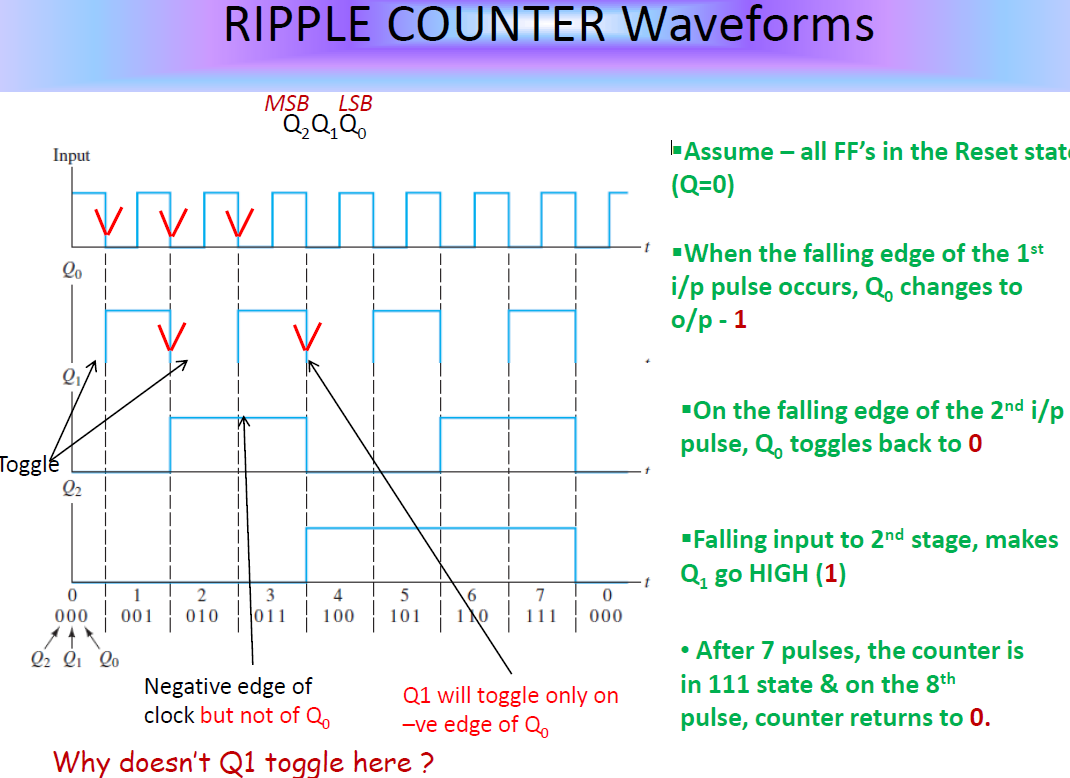 RIPPLE COUNTER Waveforms
MSB LSB
Q₂Q₁Q₀
Input
t
Q₀
Q₁
Toggle
t
Q₂
t
0 1 2 3 4 5 6 7 0
000 001 010 011 100 101 110 111 000
Q₂ Q₁ Q₀
Negative edge of
clock but not of Q₀
Q1 will toggle only on
–ve edge of Q₀
Why doesn't Q1 toggle here ?
▪Assume – all FF's in the Reset state
(Q=0)
▪When the falling edge of the 1ˢᵗ
i/p pulse occurs, Q₀ changes to
o/p - 1
▪On the falling edge of the 2ⁿᵈ i/p
pulse, Q₀ toggles back to 0
▪Falling input to 2ⁿᵈ stage, makes
Q₁ go HIGH (1)
• After 7 pulses, the counter is
in 111 state & on the 8ᵗʰ
pulse, counter returns to 0.